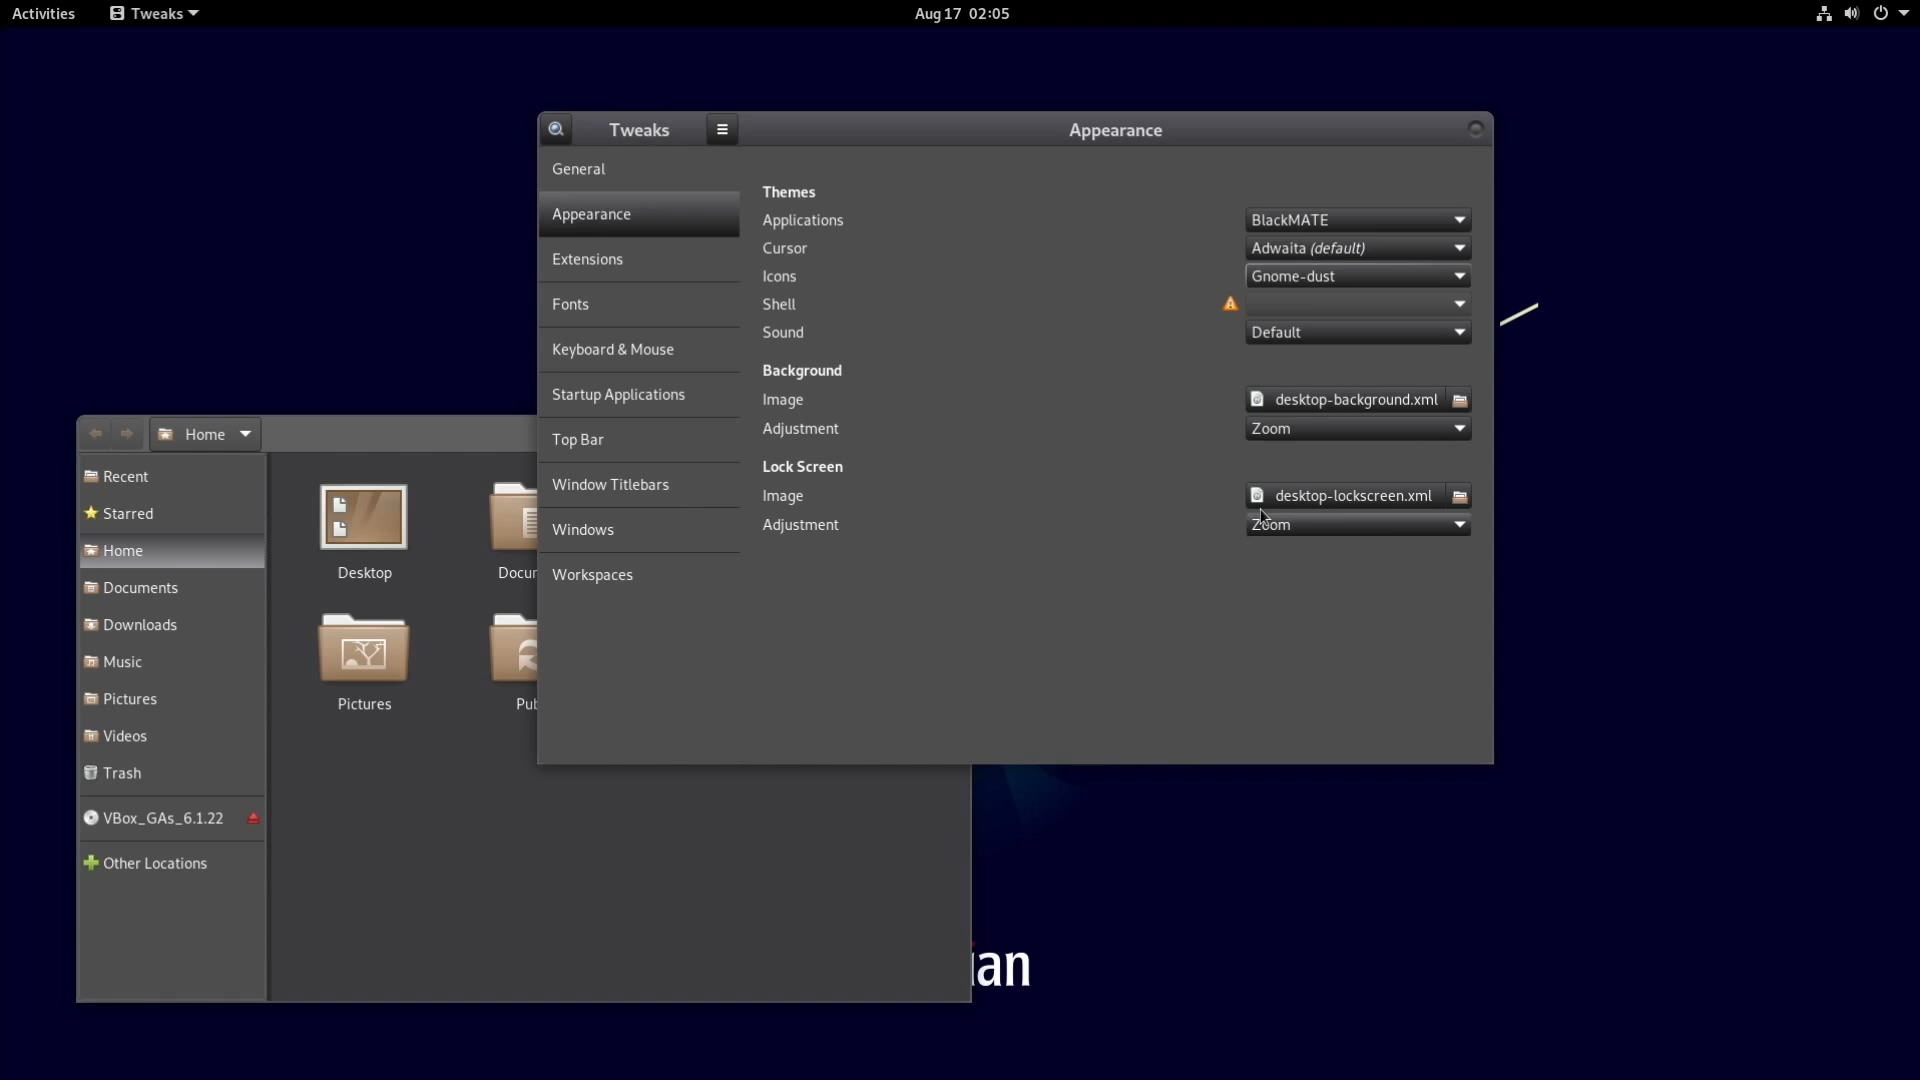 Activities
Tweaks
Aug 17 02:05
Tweaks
Appearance
General
Appearance
Extensions
Fonts
Keyboard & Mouse
Startup Applications
Top Bar
Window Titlebars
Windows
Workspaces
Themes
Applications
BlackMATE
Cursor
Adwaita (default)
Icons
Gnome-dust
Shell
Sound
Default
Background
Image
desktop-background.xml
Adjustment
Zoom
Lock Screen
Image
desktop-lockscreen.xml
Adjustment
Zoom
Home
Recent
Starred
Home
Documents
Downloads
Music
Pictures
Videos
Trash
VBox_GAs_6.1.22
Other Locations
Desktop
Docum
Pictures
Pub
ian